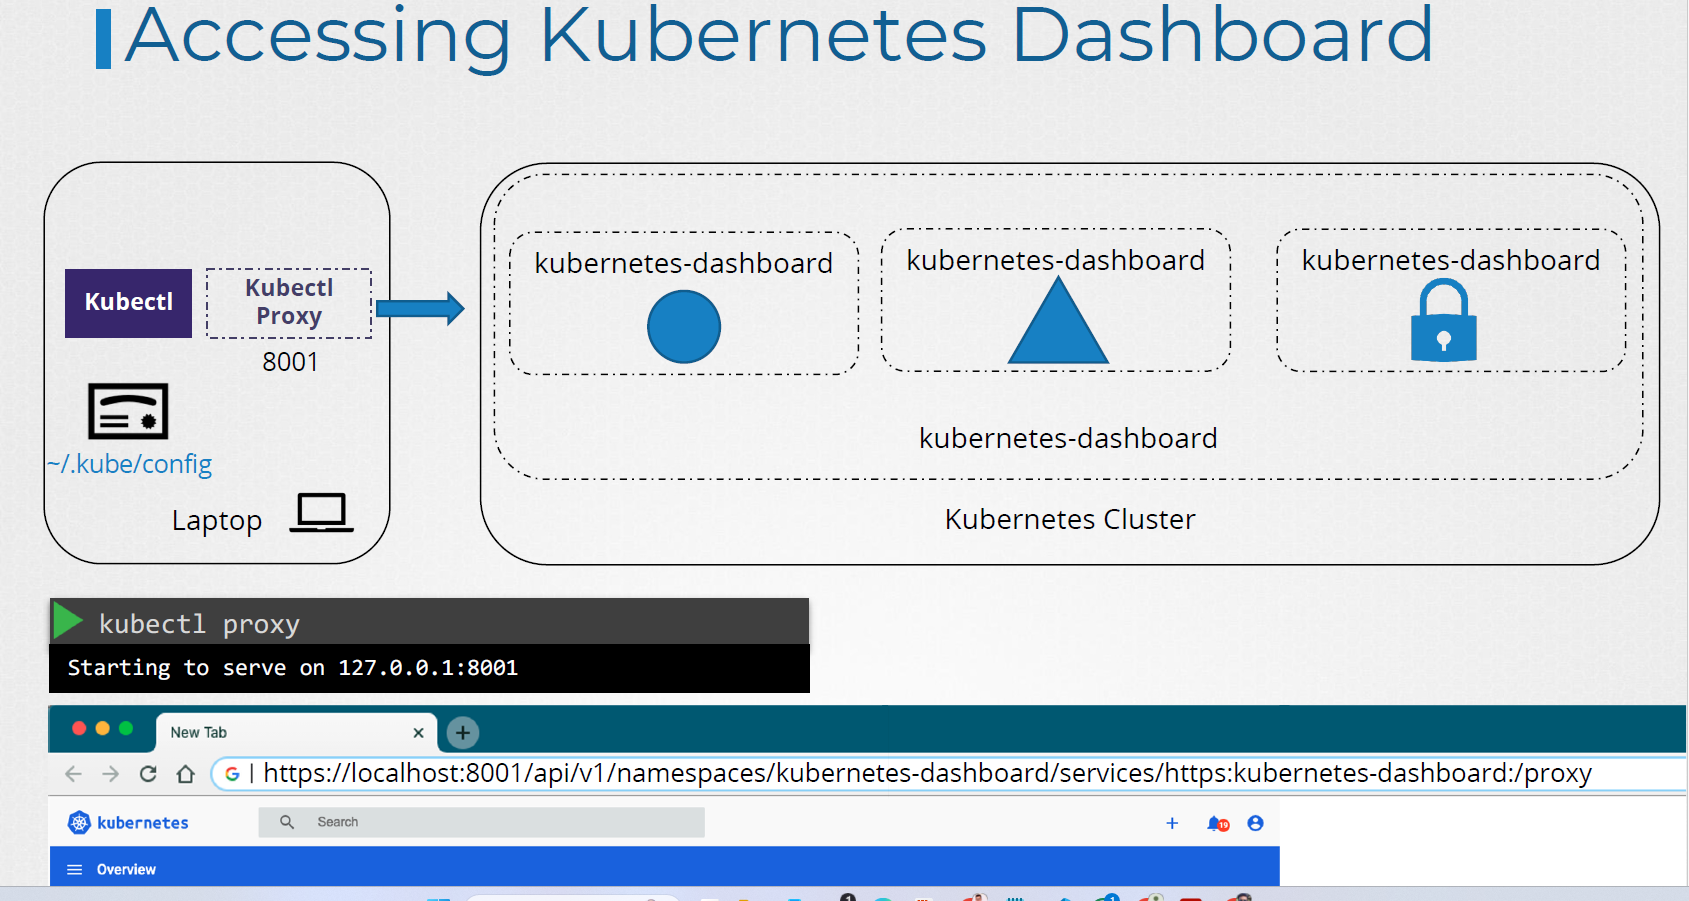 Accessing Kubernetes Dashboard
Kubectl
Kubectl
Proxy
8001
~/.kube/config
Laptop
kubernetes-dashboard
kubernetes-dashboard
kubernetes-dashboard
kubernetes-dashboard
Kubernetes Cluster
kubectl proxy
Starting to serve on 127.0.0.1:8001
New Tab
https://localhost:8001/api/v1/namespaces/kubernetes-dashboard/services/https:kubernetes-dashboard:/proxy
kubernetes
Search
19
Overview
1
1